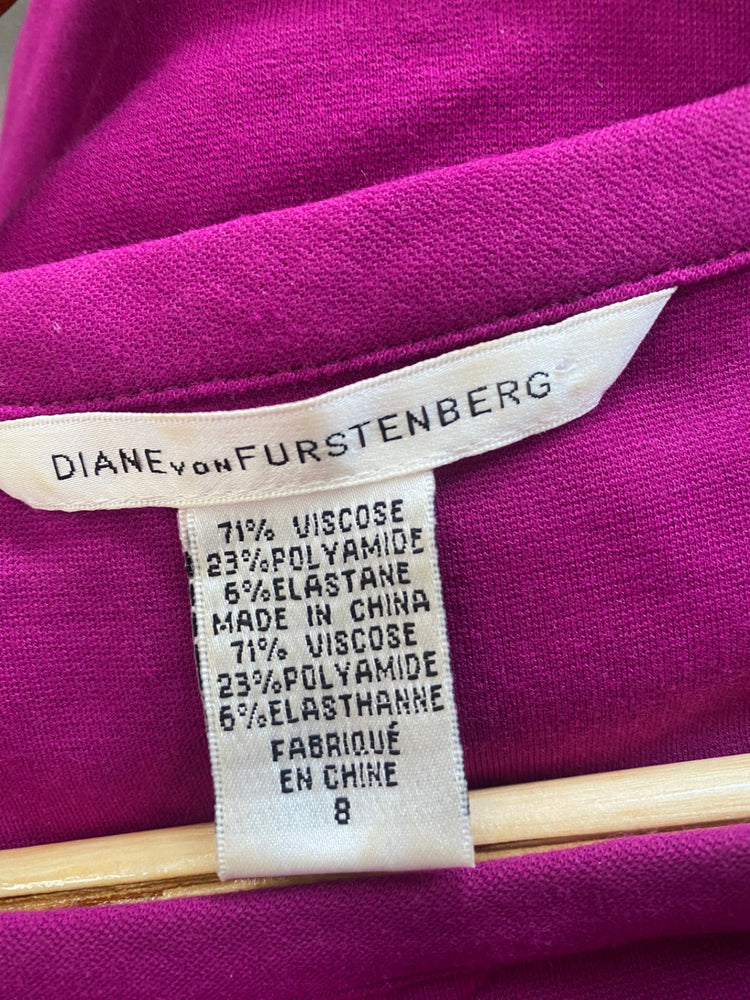 DIANE VON FURSTENBERG
71% VISCOSE
23%POLYAMIDE
6%ELASTANE
MADE IN CHINA
71% VISCOSE
23%POLYAMIDE
6%ELASTHANNE
FABRIQUÉ
EN CHINE
8